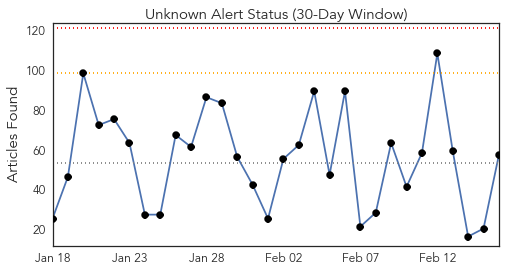 Unknown Alert Status (30-Day Window)
Articles Found
120
100
80
60
40
20
Jan 18 Jan 23 Jan 28 Feb 02 Feb 07 Feb 12